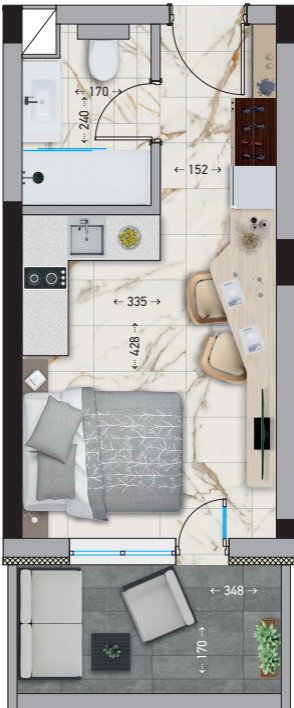 ← 170 →
← 240 →
← 152 →
← 335 →
← 428 →
← 348 →
← 170 →